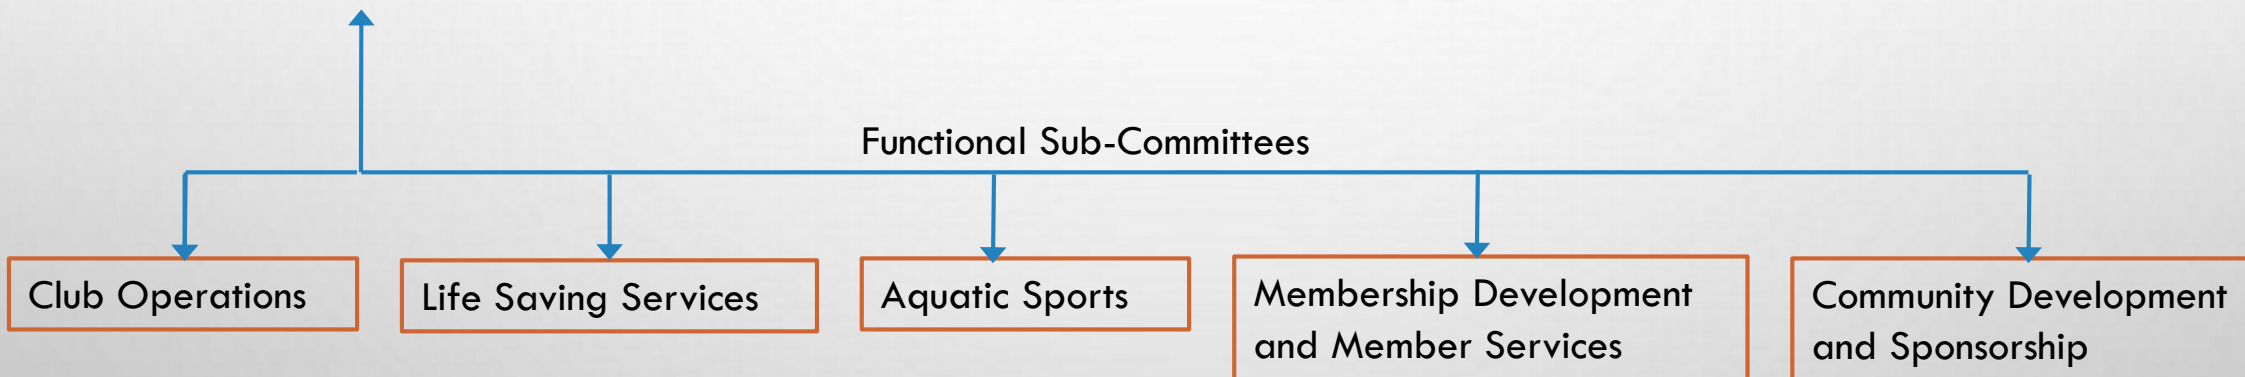 Functional Sub-Committees
Club Operations
Life Saving Services
Aquatic Sports
Membership Development
and Member Services
Community Development
and Sponsorship